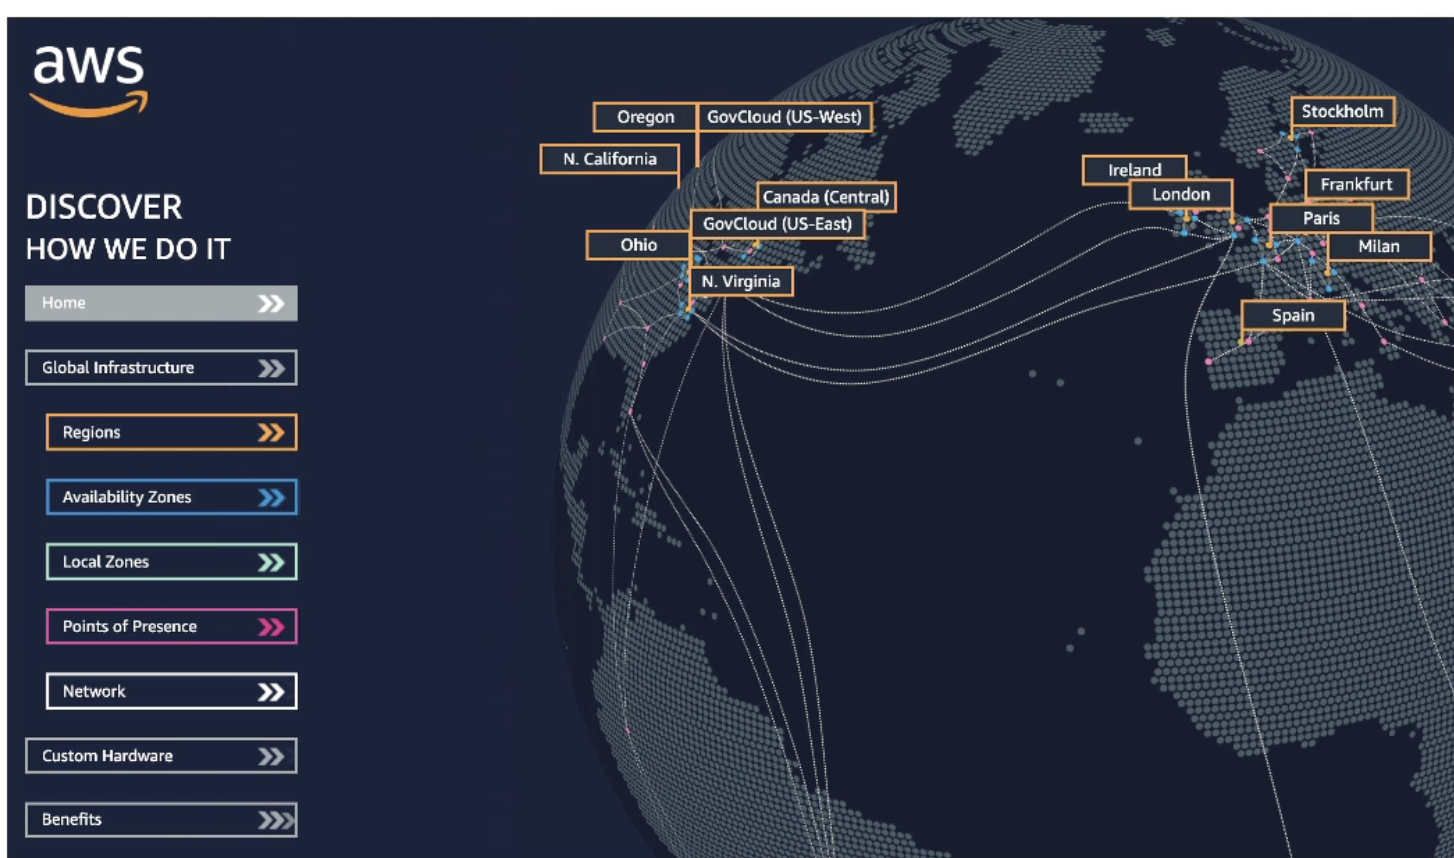 aws
DISCOVER
HOW WE DO IT
Home
Global Infrastructure
Regions
Availability Zones
Local Zones
Points of Presence
Network
Custom Hardware
Benefits
Oregon
GovCloud (US-West)
N. California
Canada (Central)
GovCloud (US-East)
Ohio
N. Virginia
Stockholm
Ireland
London
Frankfurt
Paris
Milan
Spain